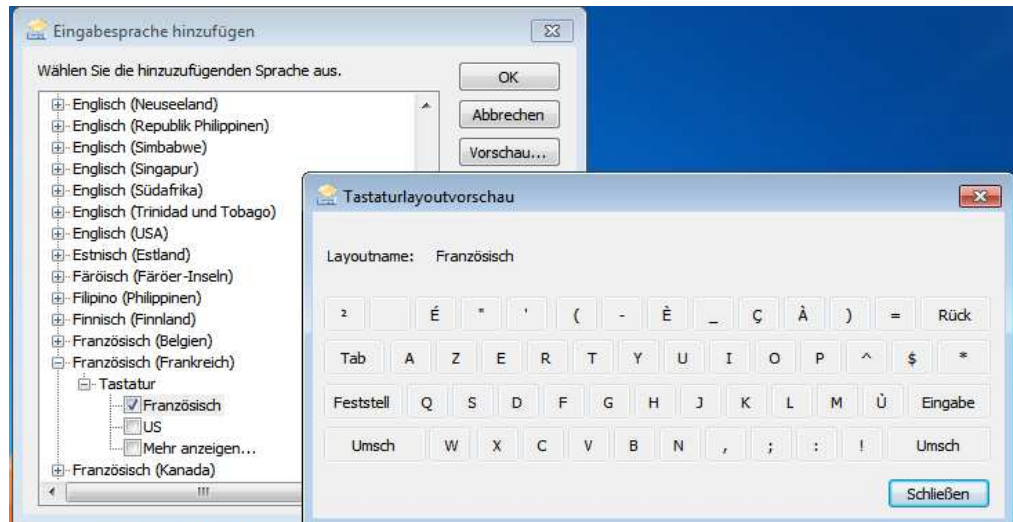 Eingabesprache hinzufügen
Wählen Sie die hinzuzufügenden Sprache aus.
OK
Abbrechen
Vorschau...
Englisch (Neuseeland)
Englisch (Republik Philippinen)
Englisch (Simbabwe)
Englisch (Singapur)
Englisch (Südafrika)
Englisch (Trinidad und Tobago)
Englisch (USA)
Estnisch (Estland)
Färöisch (Färöer-Inseln)
Filipino (Philippinen)
Finnisch (Finnland)
Französisch (Belgien)
Französisch (Frankreich)
Tastatur
Französisch
US
Mehr anzeigen...
Französisch (Kanada)
Tastaturlayoutvorschau
Layoutname: Französisch
² É " ' ( - È _ Ç À ) = Rück
Tab A Z E R T Y U I O P ^ $ *
Feststell Q S D F G H J K L M Ù Eingabe
Umsch W X C V B N , ; : ! Umsch
Schließen